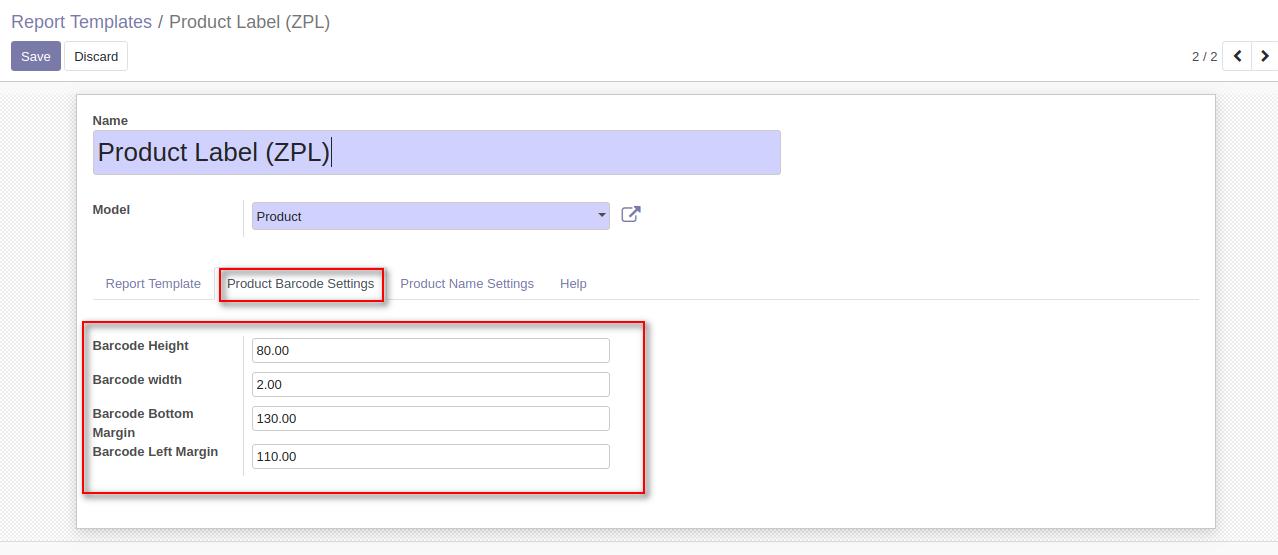 Report Templates / Product Label (ZPL)
Save Discard
2 / 2
Name
Product Label (ZPL)
Model
Product
Report Template Product Barcode Settings Product Name Settings Help
Barcode Height 80.00
Barcode width 2.00
Barcode Bottom
Margin 130.00
Barcode Left Margin 110.00